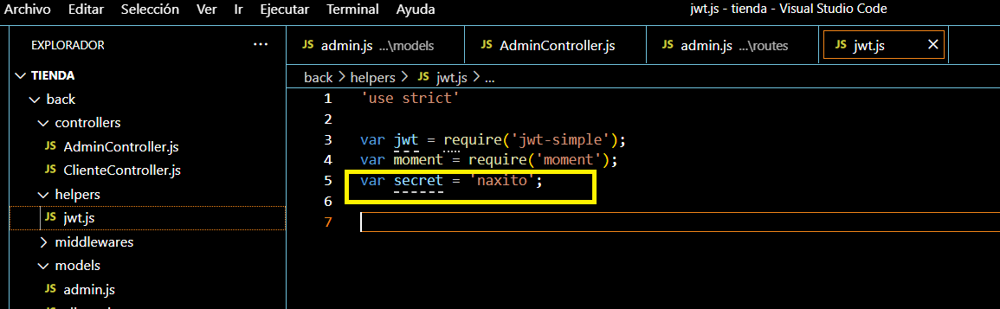 Archivo Editar Selección Ver Ir Ejecutar Terminal Ayuda jwt.js - tienda - Visual Studio Code
EXPLORADOR ...
TIENDA
back
controllers
JS AdminController.js
JS ClienteController.js
helpers
JS jwt.js
middlewares
models
JS admin.js
JS admin.js ...\models JS AdminController.js JS admin.js ...\routes JS jwt.js
back > helpers > JS jwt.js > ...
1 'use strict'
2
3 var jwt = require('jwt-simple');
4 var moment = require('moment');
5 var secret = 'naxito';
6
7